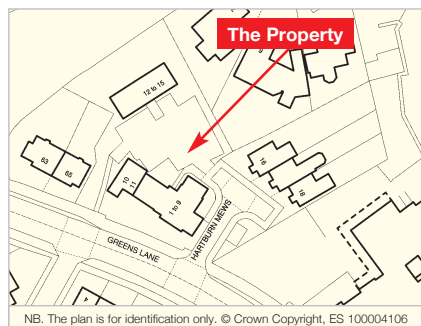 The Property
12 to 15
63
65
10
11
1 to 9
16
18
HARTBURN MEWS
GREENS LANE
4
NB. The plan is for identification only. © Crown Copyright, ES 100004106